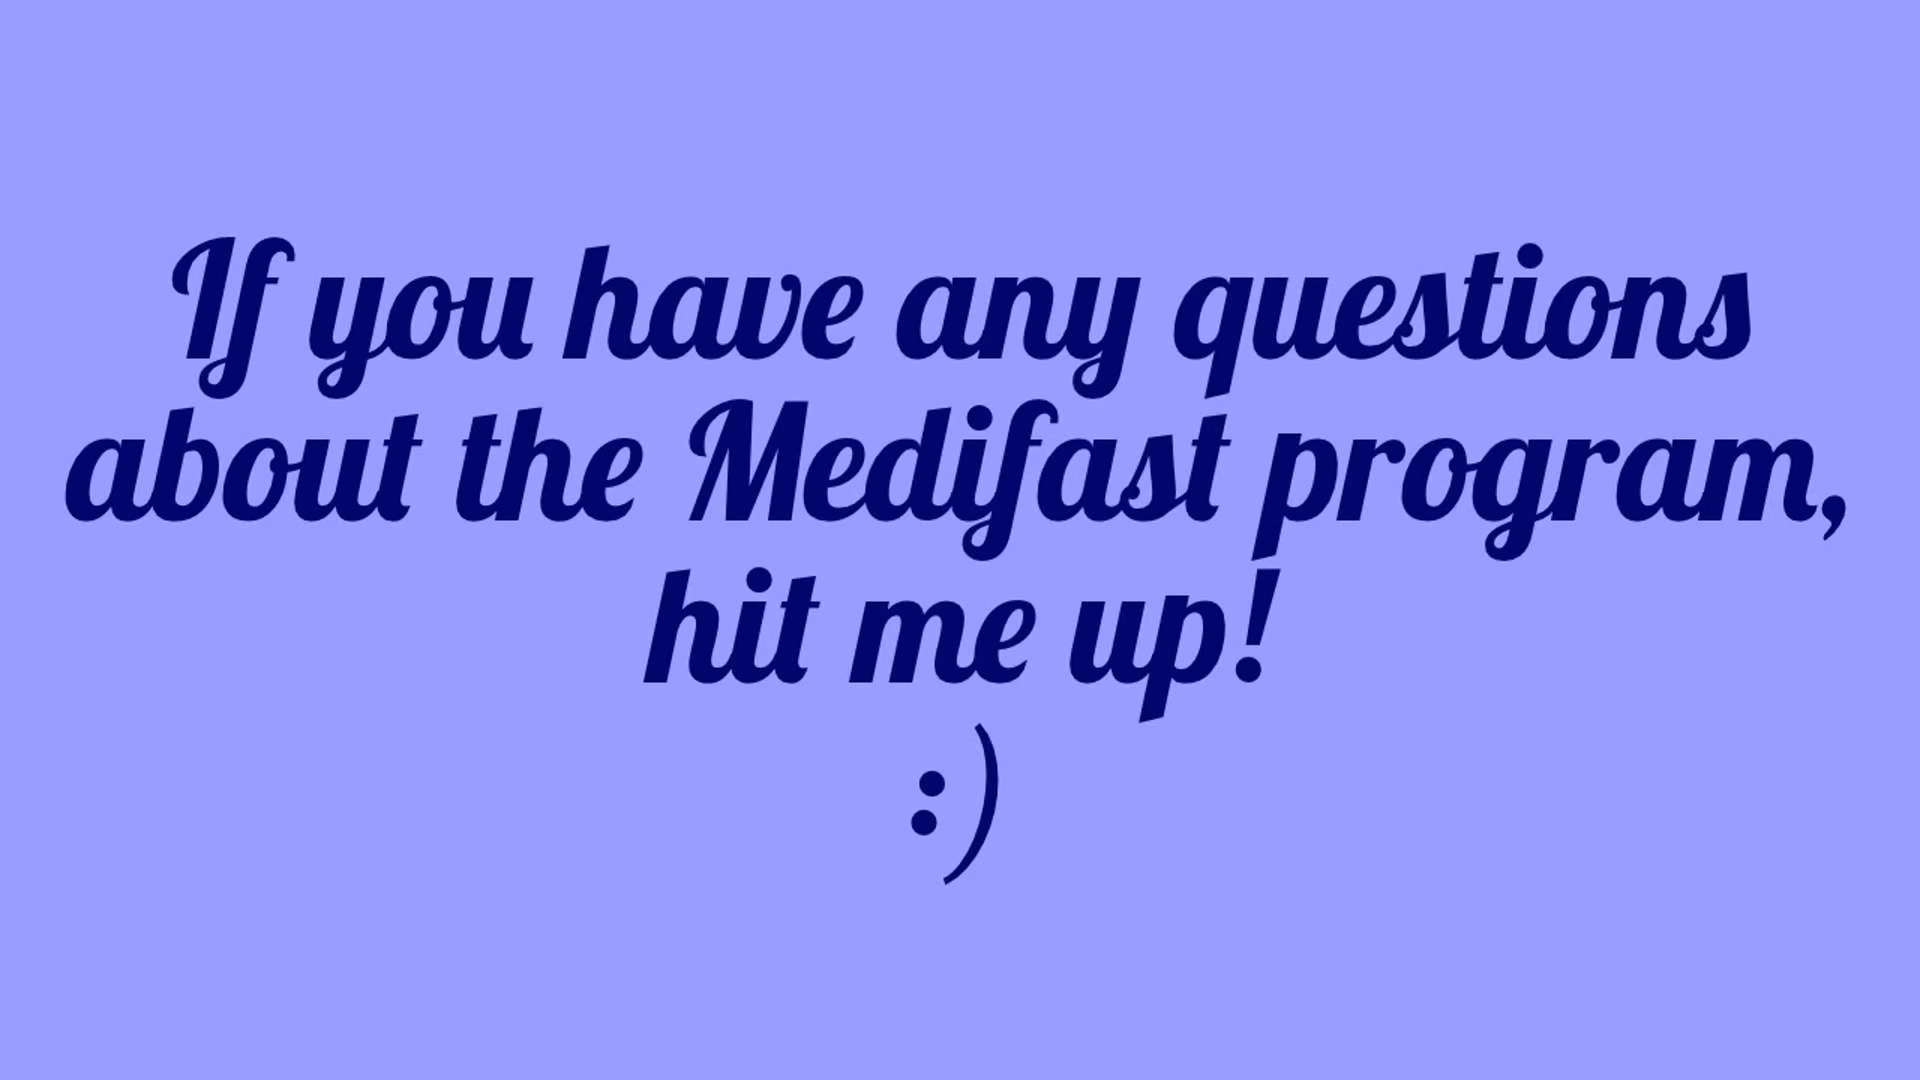 If you have any questions
about the Medifast program,
hit me up!
:)